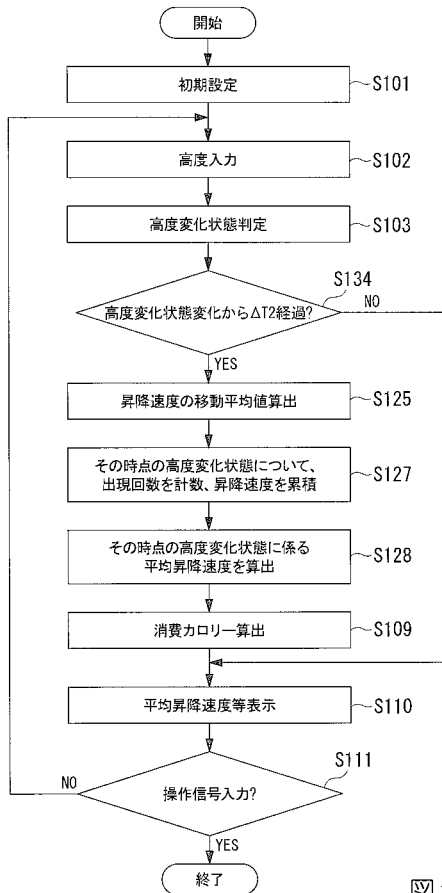 開始
初期設定
S101
高度入力
S102
高度変化状態判定
S103
S134
高度変化状態変化からΔT2経過?
NO
YES
昇降速度の移動平均値算出
S125
その時点の高度変化状態について、
出現回数を計数、昇降速度を累積
S127
その時点の高度変化状態に係る
平均昇降速度を算出
S128
消費カロリー算出
S109
平均昇降速度等表示
S110
S111
NO
操作信号入力?
YES
終了
図